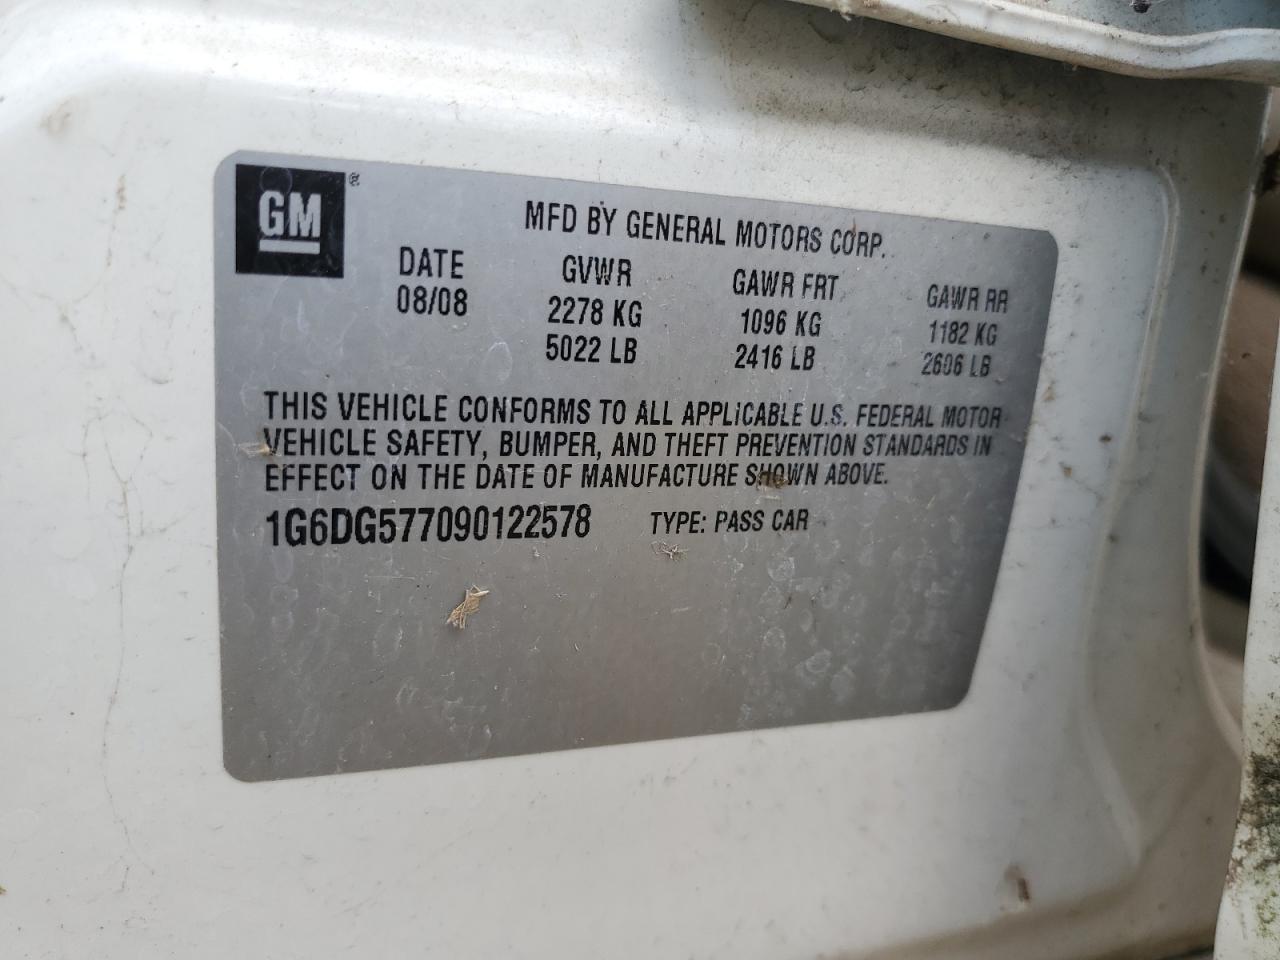 GM ®
MFD BY GENERAL MOTORS CORP.
DATE GVWR GAWR FRT GAWR RR
08/08 2278 KG 1096 KG 1182 KG
5022 LB 2416 LB 2606 LB
THIS VEHICLE CONFORMS TO ALL APPLICABLE U.S. FEDERAL MOTOR
VEHICLE SAFETY, BUMPER, AND THEFT PREVENTION STANDARDS IN
EFFECT ON THE DATE OF MANUFACTURE SHOWN ABOVE.
1G6DG577090122578 TYPE: PASS CAR